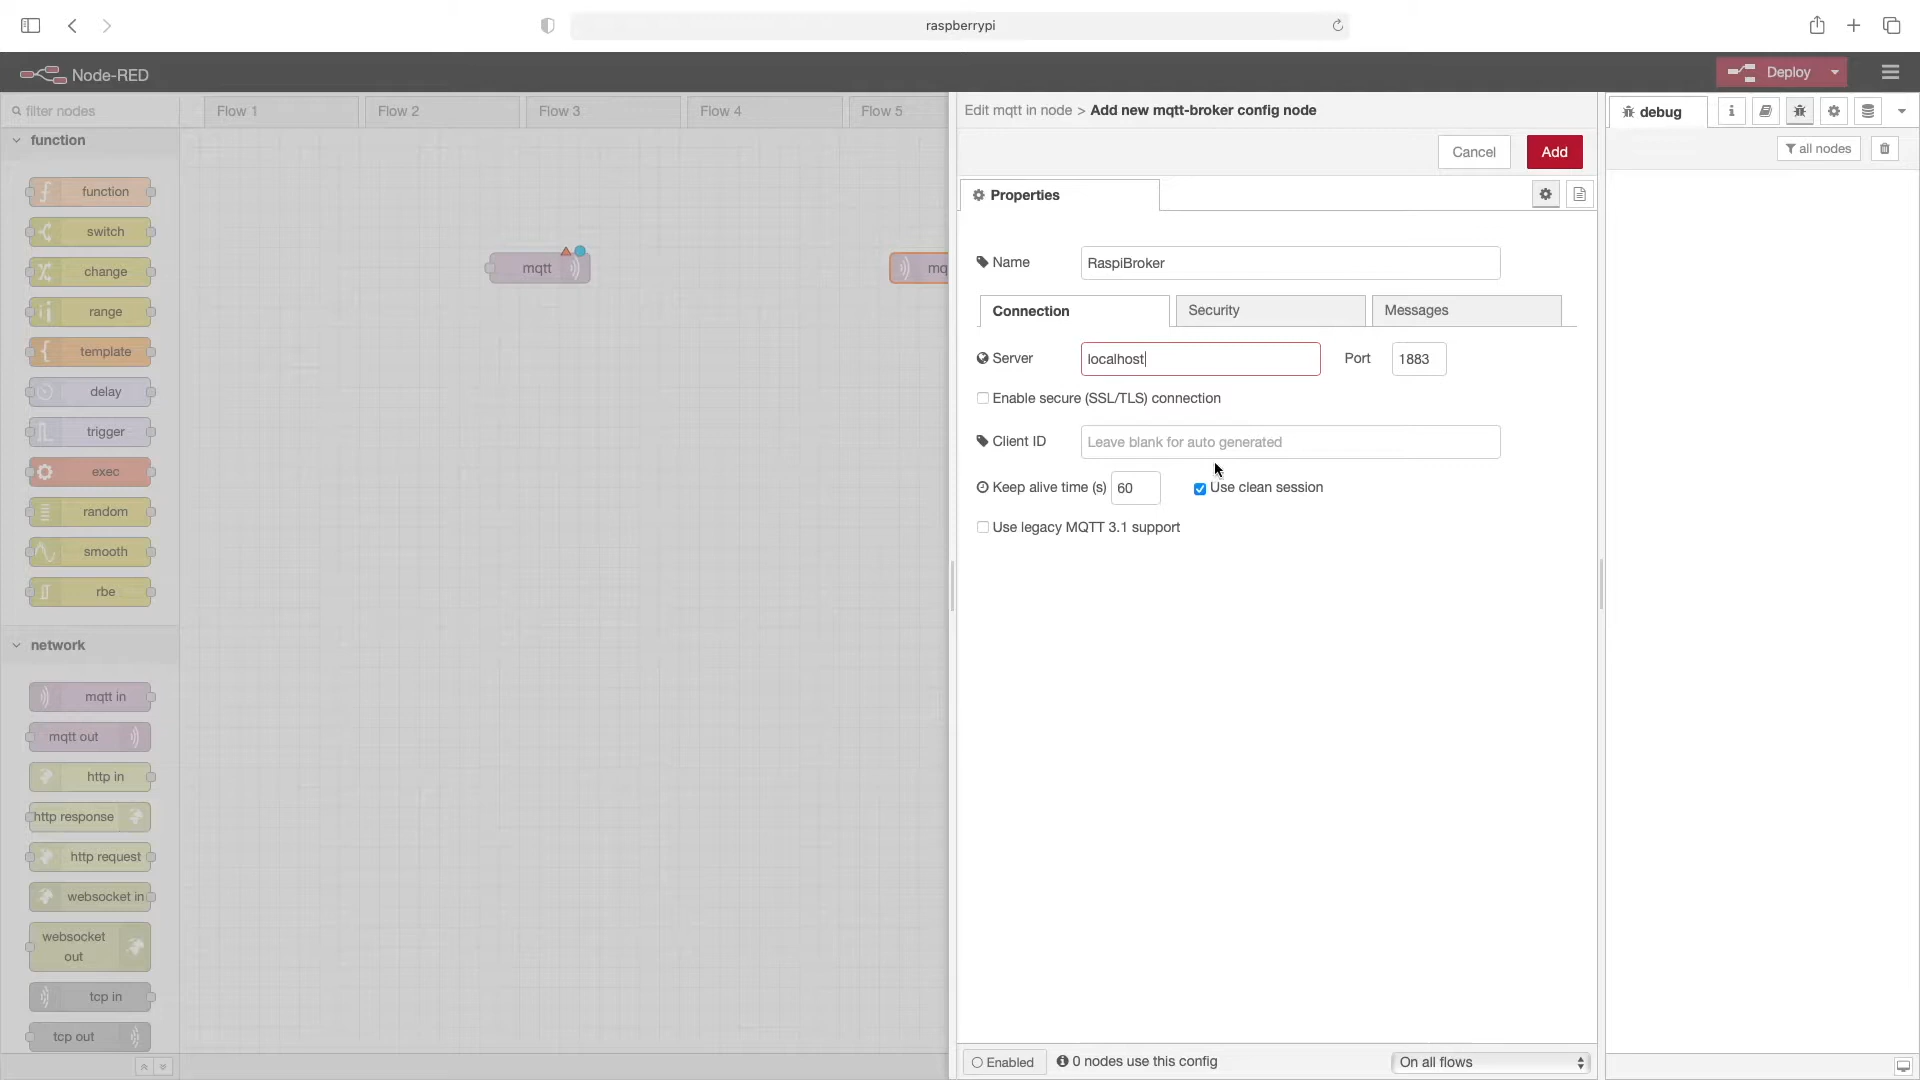 raspberrypi
Node-RED
Deploy
filter nodes
Flow 1
Flow 2
Flow 3
Flow 4
Flow 5
function
function
switch
change
range
template
delay
trigger
exec
random
smooth
rbe
network
mqtt in
mqtt out
http in
http response
http request
websocket in
websocket
out
tcp in
tcp out
mqtt
mq
Edit mqtt in node > Add new mqtt-broker config node
Cancel
Add
Properties
Name
RaspiBroker
Connection
Security
Messages
Server
localhost
Port
1883
Enable secure (SSL/TLS) connection
Client ID
Leave blank for auto generated
Keep alive time (s)
60
Use clean session
Use legacy MQTT 3.1 support
Enabled
0 nodes use this config
On all flows
debug
i
all nodes